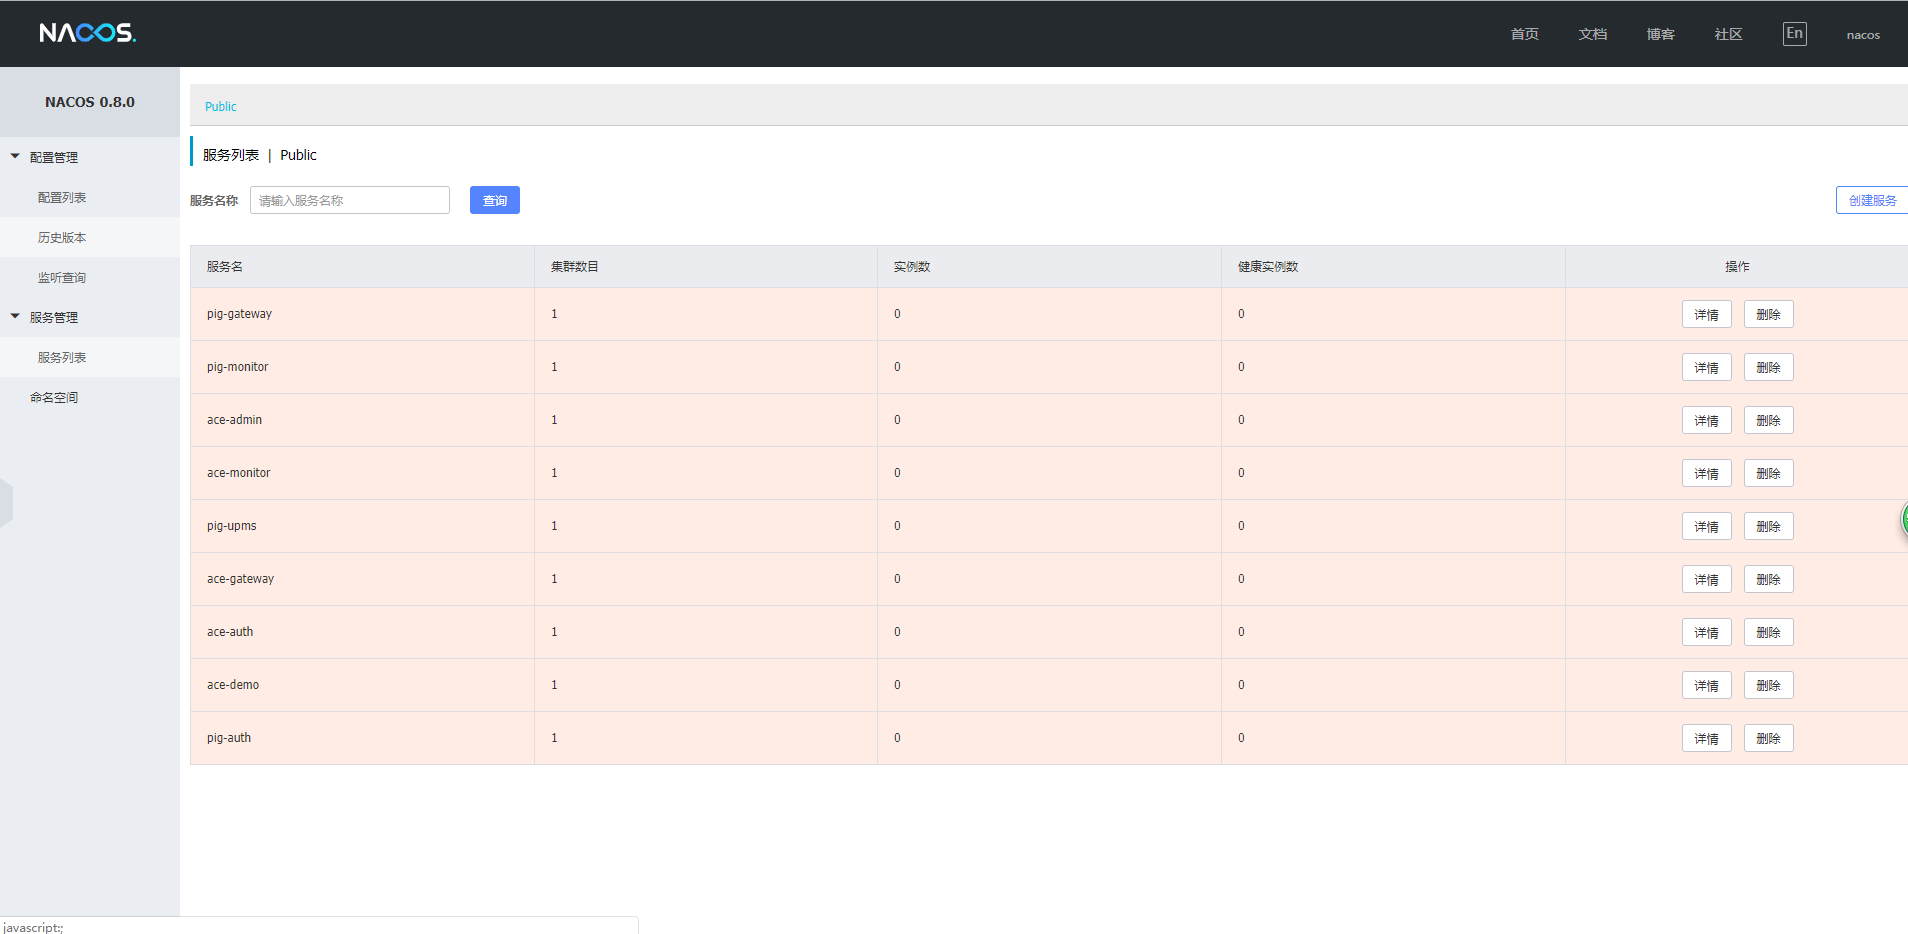 NACOS.
首页 文档 博客 社区 En nacos
NACOS 0.8.0
配置管理
配置列表
历史版本
监听查询
服务管理
服务列表
命名空间
Public
服务列表 | Public
服务名称 请输入服务名称 查询 创建服务
服务名 集群数目 实例数 健康实例数 操作
pig-gateway 1 0 0 详情 删除
pig-monitor 1 0 0 详情 删除
ace-admin 1 0 0 详情 删除
ace-monitor 1 0 0 详情 删除
pig-upms 1 0 0 详情 删除
ace-gateway 1 0 0 详情 删除
ace-auth 1 0 0 详情 删除
ace-demo 1 0 0 详情 删除
pig-auth 1 0 0 详情 删除
javascript:;